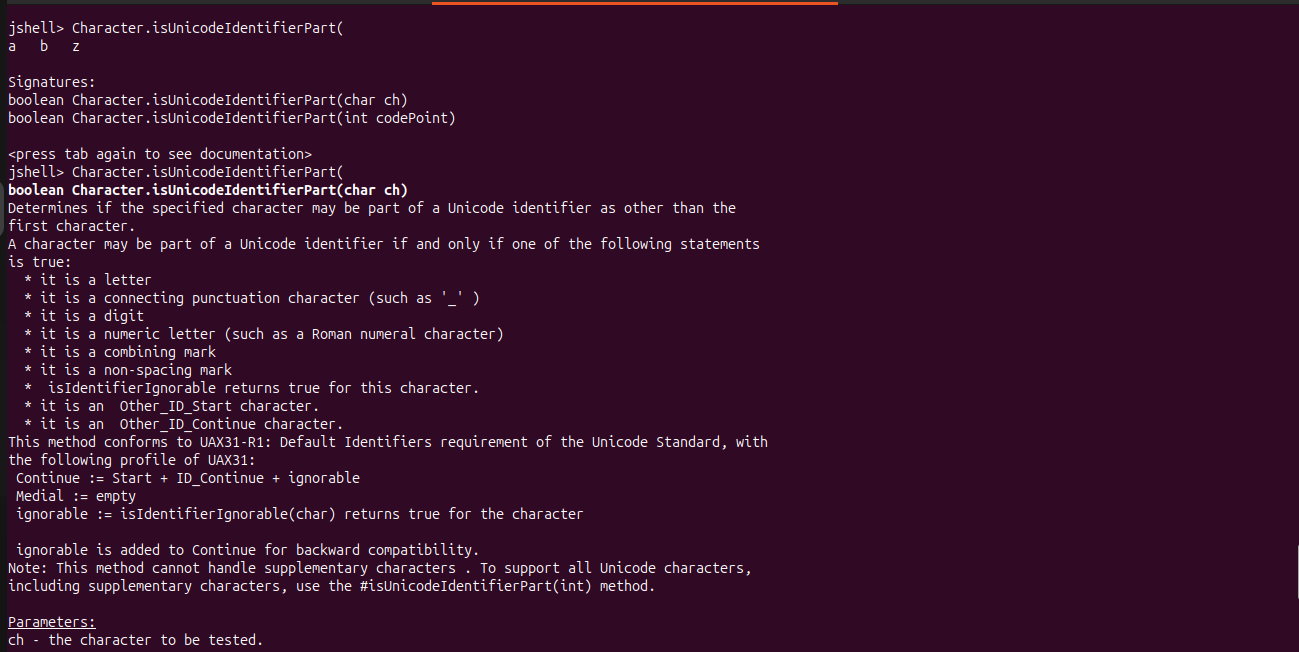 jshell> Character.isUnicodeIdentifierPart(
a   b   z
Signatures:
boolean Character.isUnicodeIdentifierPart(char ch)
boolean Character.isUnicodeIdentifierPart(int codePoint)
<press tab again to see documentation>
jshell> Character.isUnicodeIdentifierPart(
boolean Character.isUnicodeIdentifierPart(char ch)
Determines if the specified character may be part of a Unicode identifier as other than the
first character.
A character may be part of a Unicode identifier if and only if one of the following statements
is true:
  * it is a letter
  * it is a connecting punctuation character (such as '_' )
  * it is a digit
  * it is a numeric letter (such as a Roman numeral character)
  * it is a combining mark
  * it is a non-spacing mark
  *  isIdentifierIgnorable returns true for this character.
  * it is an  Other_ID_Start character.
  * it is an  Other_ID_Continue character.
This method conforms to UAX31-R1: Default Identifiers requirement of the Unicode Standard, with
the following profile of UAX31:
 Continue := Start + ID_Continue + ignorable
 Medial := empty
 ignorable := isIdentifierIgnorable(char) returns true for the character
 ignorable is added to Continue for backward compatibility.
Note: This method cannot handle supplementary characters . To support all Unicode characters,
including supplementary characters, use the #isUnicodeIdentifierPart(int) method.
Parameters:
ch - the character to be tested.